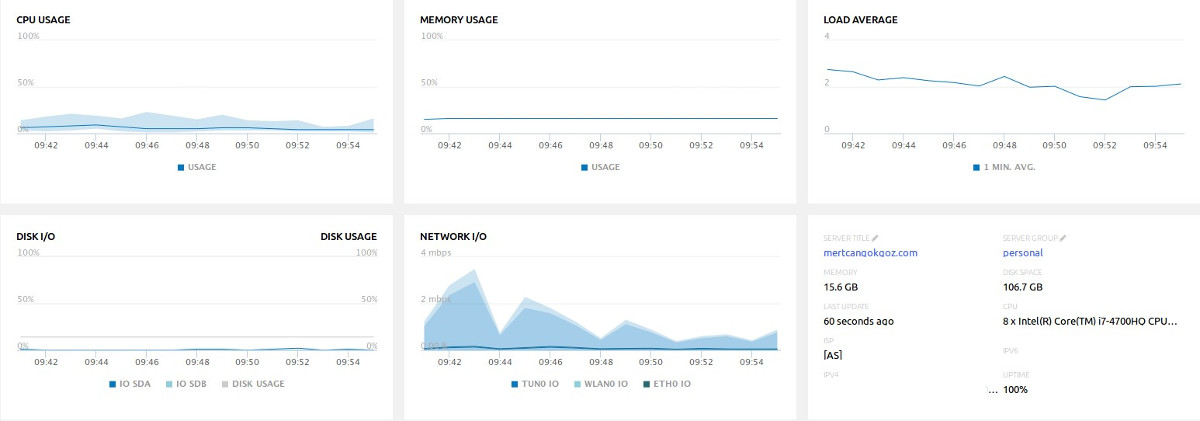 CPU USAGE
100%
50%
0%
09:42 09:44 09:46 09:48 09:50 09:52 09:54
USAGE
MEMORY USAGE
100%
50%
0%
09:42 09:44 09:46 09:48 09:50 09:52 09:54
USAGE
LOAD AVERAGE
4
2
0
09:42 09:44 09:46 09:48 09:50 09:52 09:54
1 MIN. AVG.
DISK I/O DISK USAGE
100% 100%
50% 50%
0% 0%
09:42 09:44 09:46 09:48 09:50 09:52 09:54
IO SDA IO SDB DISK USAGE
NETWORK I/O
4 mbps
2 mbps
09:42 09:44 09:46 09:48 09:50 09:52 09:54
TUN0 IO WLAN0 IO ETH0 IO
SERVER TITLE SERVER GROUP
mertcangokgoz.com personal
MEMORY DISK SPACE
15.6 GB 106.7 GB
LAST UPDATE CPU
60 seconds ago 8 x Intel(R) Core(TM) i7-4700HQ CPU...
ISP IPV6
[AS]
IPV4 UPTIME
... 100%